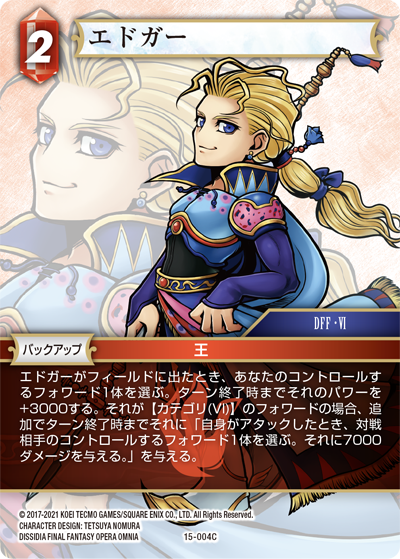 2
エドガー
DFF・VI
バックアップ
王
エドガーがフィールドに出たとき、あなたのコントロールす
るフォワード1体を選ぶ。ターン終了時までそれのパワーを
+3000する。それが【カテゴリ(VI)】のフォワードの場合、追
加でターン終了時までそれに「自身がアタックしたとき、対戦
相手のコントロールするフォワード1体を選ぶ。それに7000
ダメージを与える。」を与える。
© 2017-2021 KOEI TECMO GAMES/SQUARE ENIX CO., LTD. All Rights Reserved.
CHARACTER DESIGN: TETSUYA NOMURA
DISSIDIA FINAL FANTASY OPERA OMNIA
15-004C